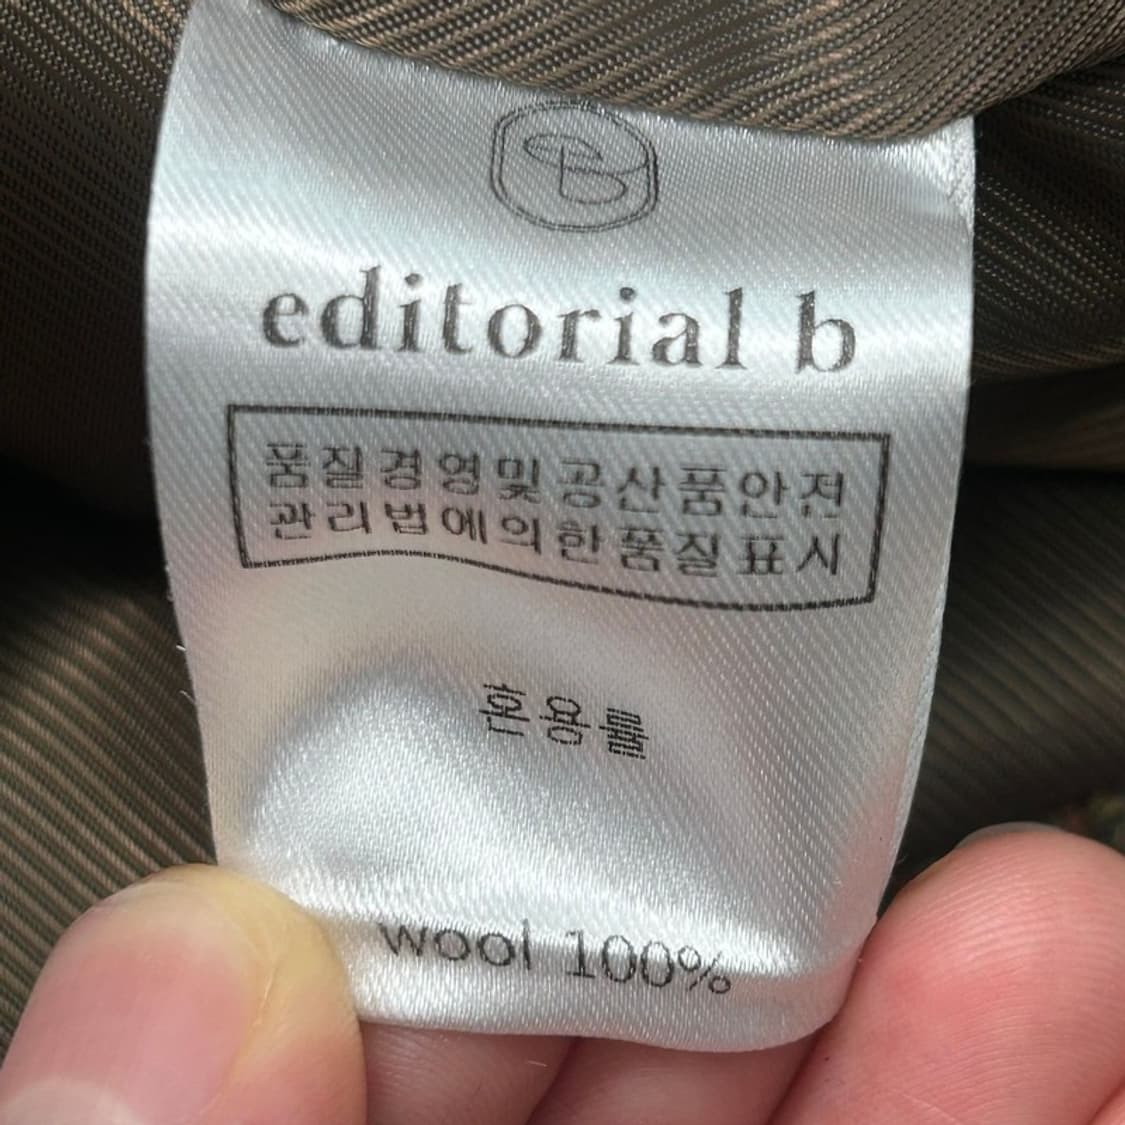 editorial b
품질경영및공산품안전
관리법에의한품질표시
혼용률
wool 100%